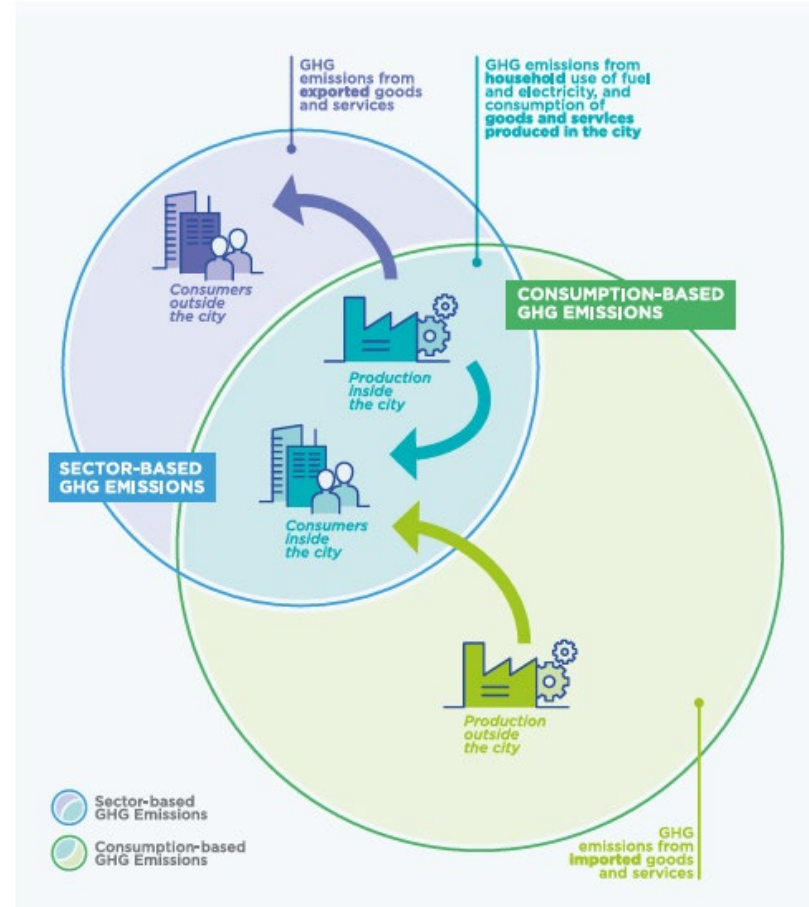 GHG
emissions from
exported goods
and services
GHG emissions from
household use of fuel
and electricity, and
consumption of
goods and services
produced in the city
Consumers
outside
the city
CONSUMPTION-BASED
GHG EMISSIONS
Production
inside
the city
SECTOR-BASED
GHG EMISSIONS
Consumers
inside
the city
Production
outside
the city
Sector-based
GHG Emissions
Consumption-based
GHG Emissions
GHG
emissions from
imported goods
and services